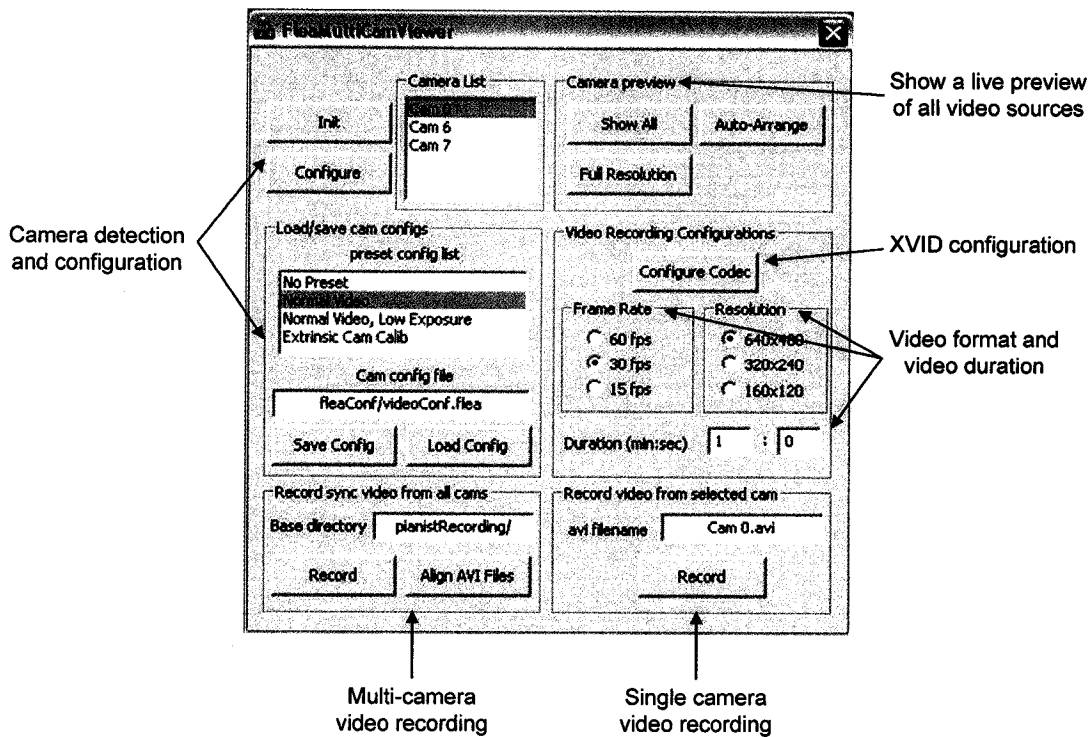 FleaMultiCamViewer
Camera List
Cam 6
Cam 7
Init
Configure
Camera preview
Show All
Auto-Arrange
Full Resolution
Show a live preview
of all video sources
Camera detection
and configuration
Load/save cam configs
preset config list
No Preset
Normal Video
Normal Video, Low Exposure
Extrinsic Cam Calib
Cam config file
fleaConf/videoConf.flea
Save Config
Load Config
Video Recording Configurations
Configure Codec
XVID configuration
Frame Rate
60 fps
30 fps
15 fps
Resolution
640x480
320x240
160x120
Video format and
video duration
Duration (min:sec)
1 : 0
Record sync video from all cams
Base directory
pianistRecording/
Record
Align AVI Files
Record video from selected cam
avi filename
Cam 0.avi
Record
Multi-camera
video recording
Single camera
video recording